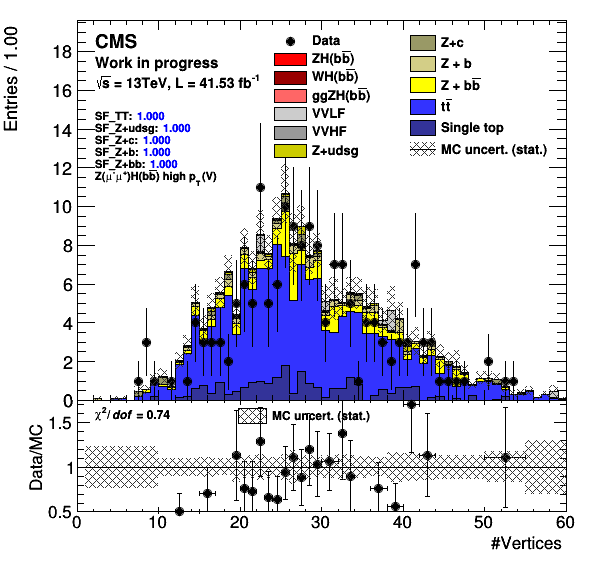 CMS
Work in progress
√s = 13TeV, L = 41.53 fb⁻¹
SF_TT: 1.000
SF_Z+udsg: 1.000
SF_Z+c: 1.000
SF_Z+b: 1.000
SF_Z+bb: 1.000
Z(μ⁻μ⁺)H(bb̅) high p_T(V)
Data
ZH(bb̅)
WH(bb̅)
ggZH(bb̅)
VVLF
VVHF
Z+udsg
Z+c
Z + b
Z + bb̅
tt̅
Single top
MC uncert. (stat.)
Entries / 1.00
18
16
14
12
10
8
6
4
2
0
χ²/dof = 0.74
MC uncert. (stat.)
Data/MC
1.5
1
0.5
0 10 20 30 40 50 60
#Vertices